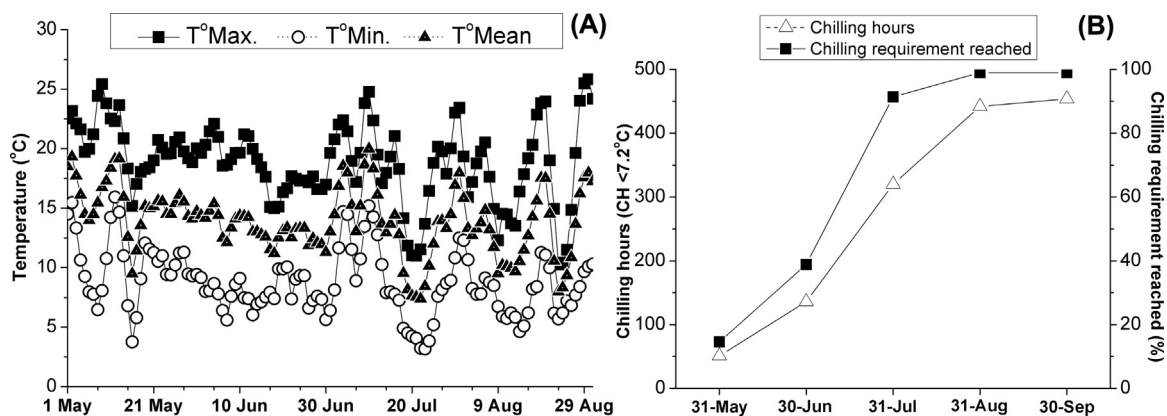 (A)
T°Max. T°Min. T°Mean
30
25
20
15
10
5
0
Temperature (°C)
1 May 21 May 10 Jun 30 Jun 20 Jul 9 Aug 29 Aug
(B)
Chilling hours
Chilling requirement reached
500
450
300
200
100
50
0
Chilling hours (CH <7.2°C)
100
80
60
40
20
0
Chilling requirement reached (%)
31-May 30-Jun 31-Jul 31-Aug 30-Sep